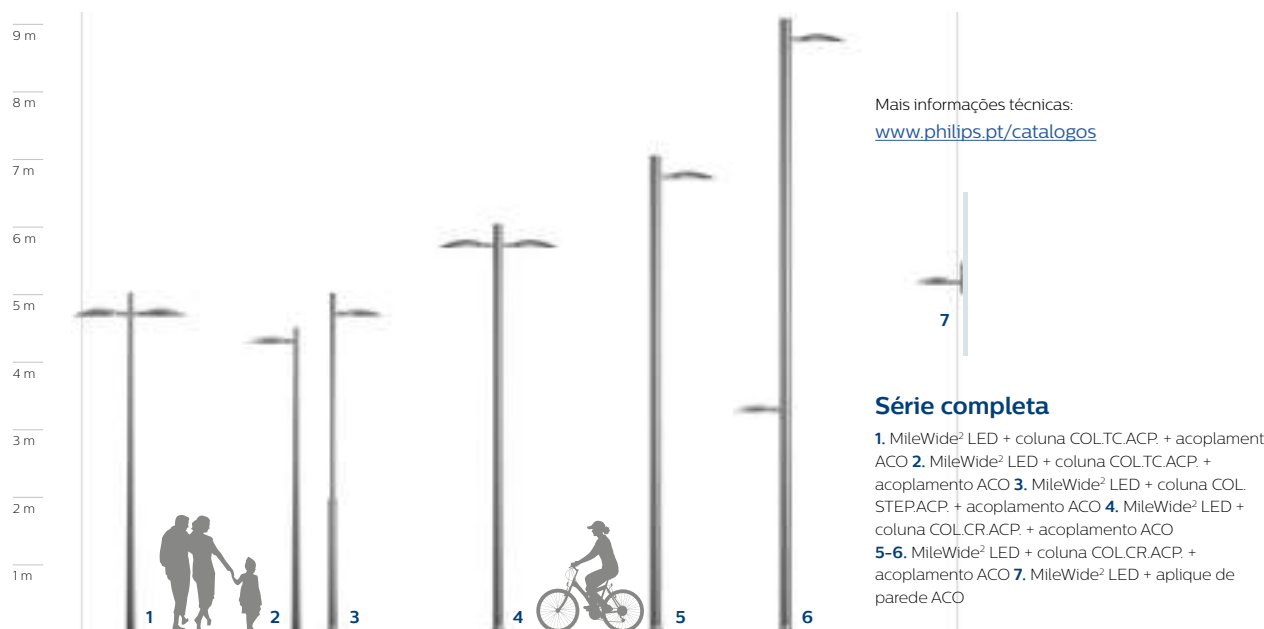 9 m
8 m
7 m
6 m
5 m
4 m
3 m
2 m
1 m
1
2
3
4
5
6
Mais informações técnicas:
www.philips.pt/catalogos
7
Série completa
1. MileWide² LED + coluna COL.TC.ACP. + acoplament
ACO 2. MileWide² LED + coluna COL.TC.ACP. +
acoplamento ACO 3. MileWide² LED + coluna COL.
STEP.ACP. + acoplamento ACO 4. MileWide² LED +
coluna COL.CR.ACP. + acoplamento ACO
5-6. MileWide² LED + coluna COL.CR.ACP. +
acoplamento ACO 7. MileWide² LED + aplique de
parede ACO